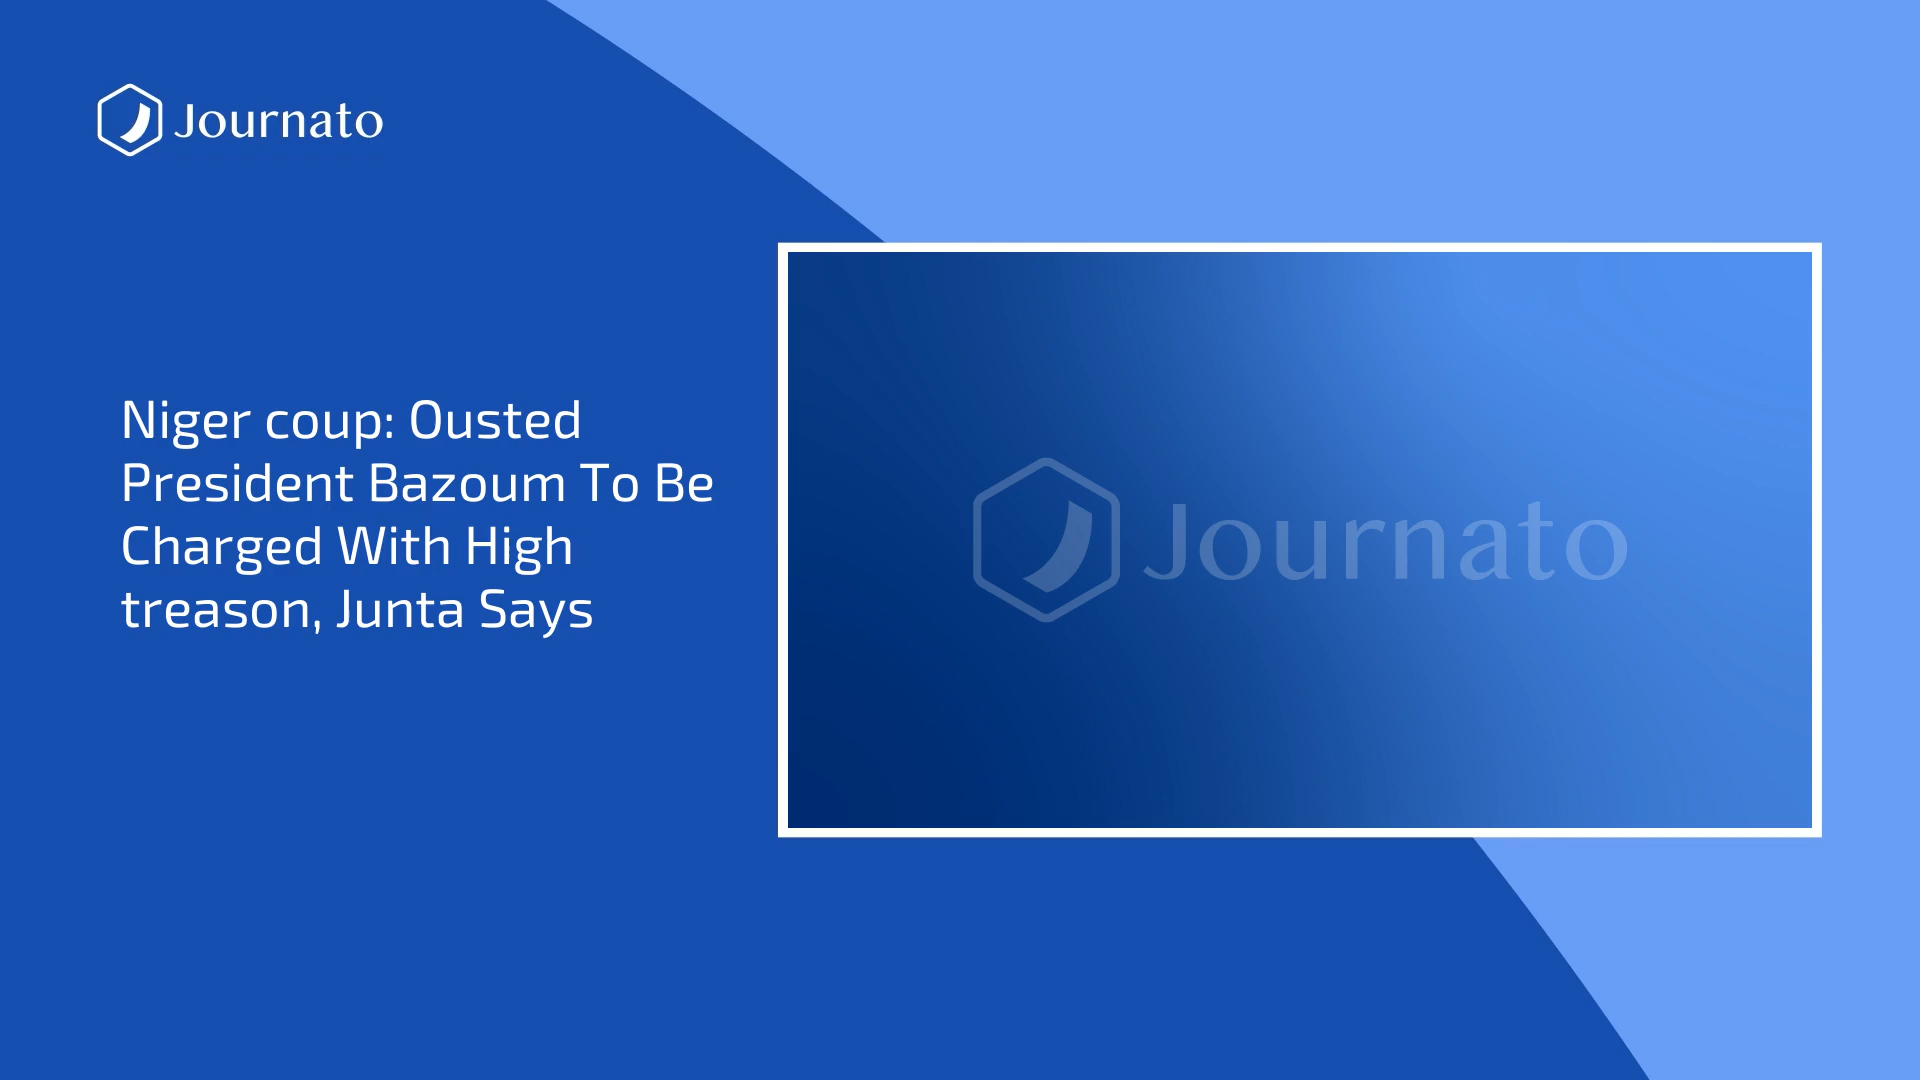 Journato
Niger coup: Ousted
President Bazoum To Be
Charged With High
treason, Junta Says
Journato